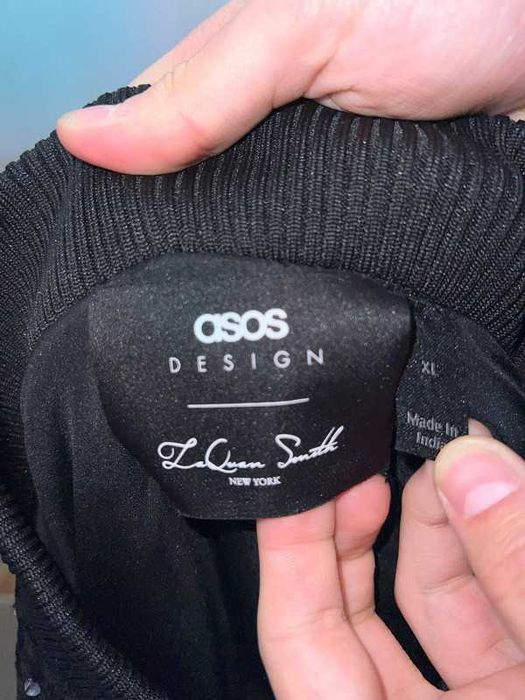 asos
DESIGN
LaQuan Smith
NEW YORK
XL
Made In
India